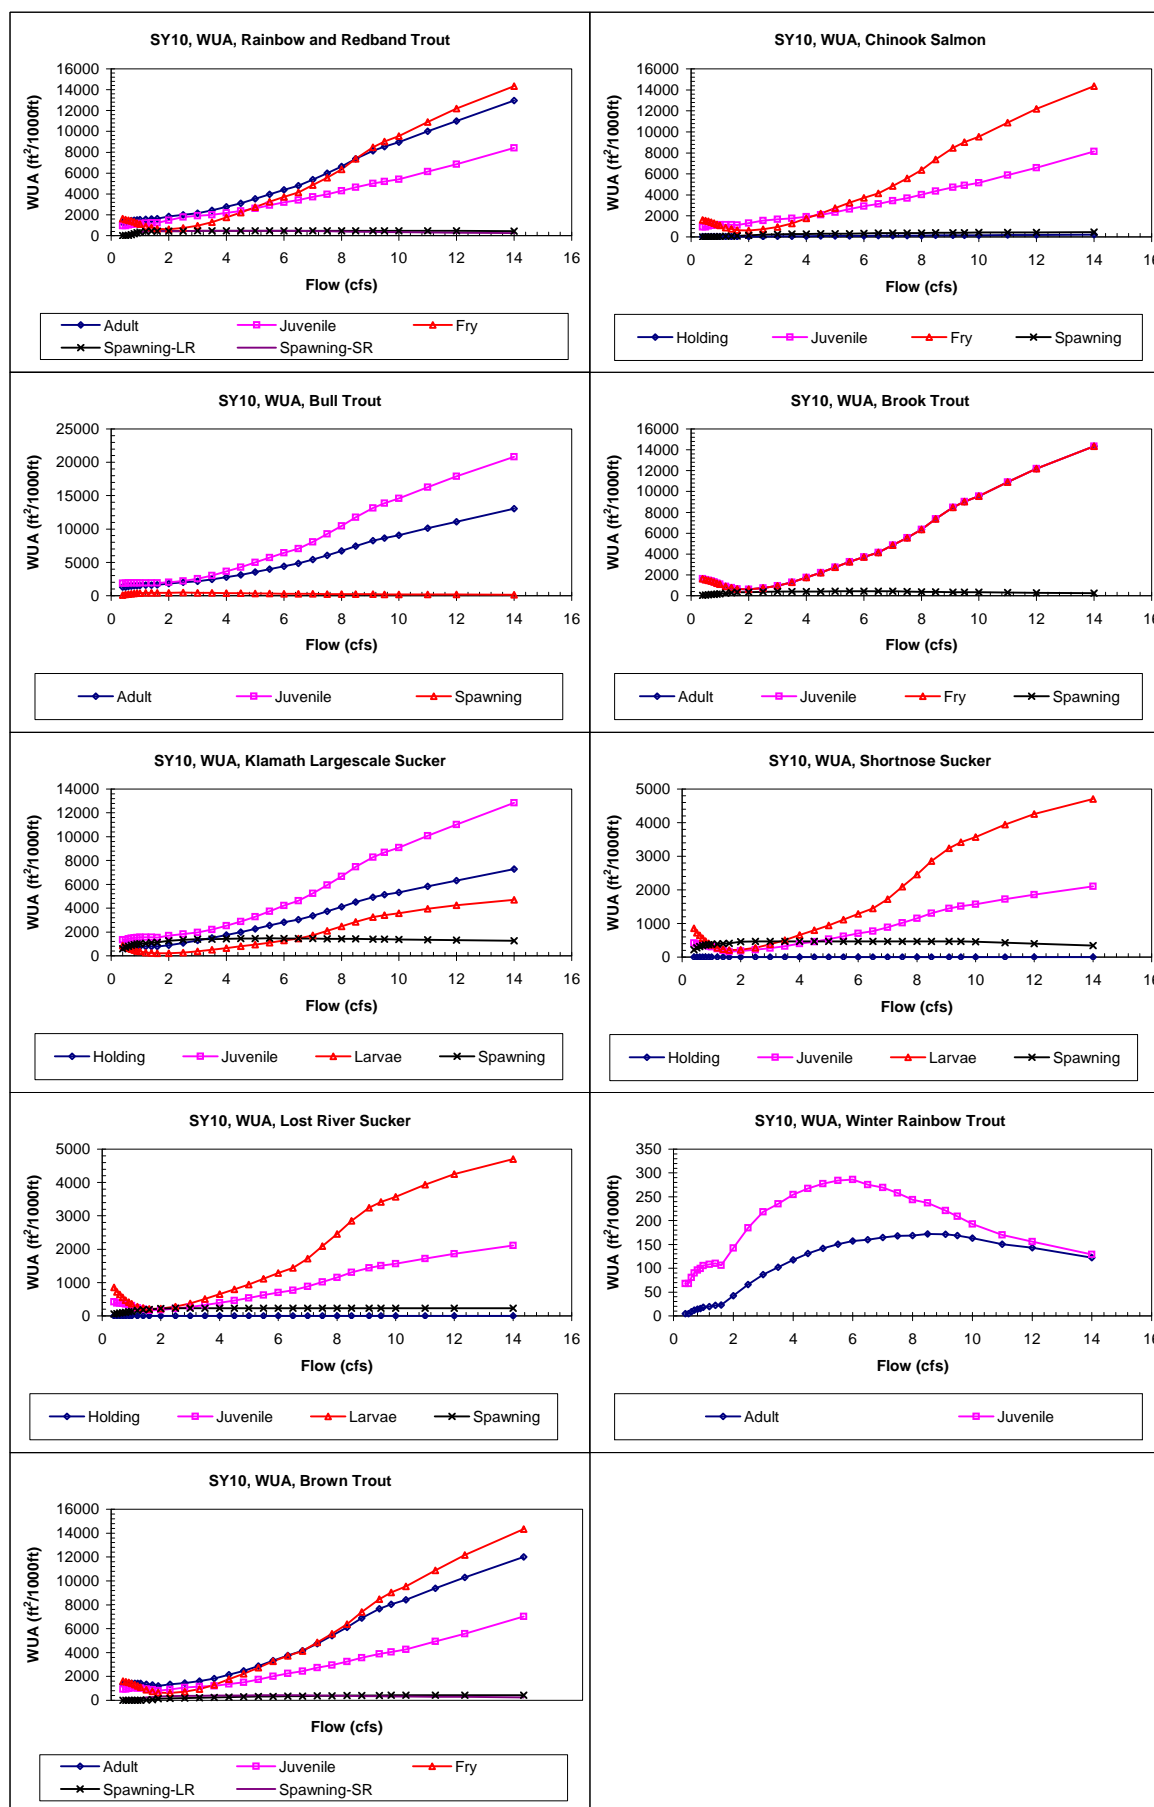 SY10, WUA, Rainbow and Redband Trout
16000
14000
12000
10000
8000
6000
4000
2000
0
WUA (ft²/1000ft)
0 2 4 6 8 10 12 14 16
Flow (cfs)
Adult Juvenile Fry
Spawning-LR Spawning-SR
SY10, WUA, Chinook Salmon
16000
14000
12000
10000
8000
6000
4000
2000
0
WUA (ft²/1000ft)
0 2 4 6 8 10 12 14 16
Flow (cfs)
Holding Juvenile Fry Spawning
SY10, WUA, Bull Trout
25000
20000
15000
10000
5000
0
WUA (ft²/1000ft)
0 2 4 6 8 10 12 14 16
Flow (cfs)
Adult Juvenile Spawning
SY10, WUA, Brook Trout
16000
14000
12000
10000
8000
6000
4000
2000
0
WUA (ft²/1000ft)
0 2 4 6 8 10 12 14 16
Flow (cfs)
Adult Juvenile Fry Spawning
SY10, WUA, Klamath Largescale Sucker
14000
12000
10000
8000
6000
4000
2000
0
WUA (ft²/1000ft)
0 2 4 6 8 10 12 14 16
Flow (cfs)
Holding Juvenile Larvae Spawning
SY10, WUA, Shortnose Sucker
5000
4000
3000
2000
1000
0
WUA (ft²/1000ft)
0 2 4 6 8 10 12 14 16
Flow (cfs)
Holding Juvenile Larvae Spawning
SY10, WUA, Lost River Sucker
5000
4000
3000
2000
1000
0
WUA (ft²/1000ft)
0 2 4 6 8 10 12 14 16
Flow (cfs)
Holding Juvenile Larvae Spawning
SY10, WUA, Winter Rainbow Trout
350
300
250
200
150
100
50
0
WUA (ft²/1000ft)
0 2 4 6 8 10 12 14 16
Flow (cfs)
Adult Juvenile
SY10, WUA, Brown Trout
16000
14000
12000
10000
8000
6000
4000
2000
0
WUA (ft²/1000ft)
Flow (cfs)
Adult Juvenile Fry
Spawning-LR Spawning-SR